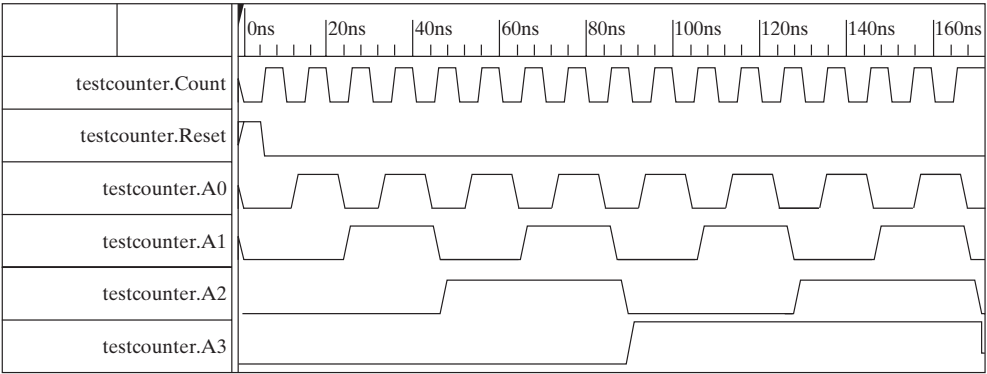 0ns 20ns 40ns 60ns 80ns 100ns 120ns 140ns 160ns
testcounter.Count
testcounter.Reset
testcounter.A0
testcounter.A1
testcounter.A2
testcounter.A3